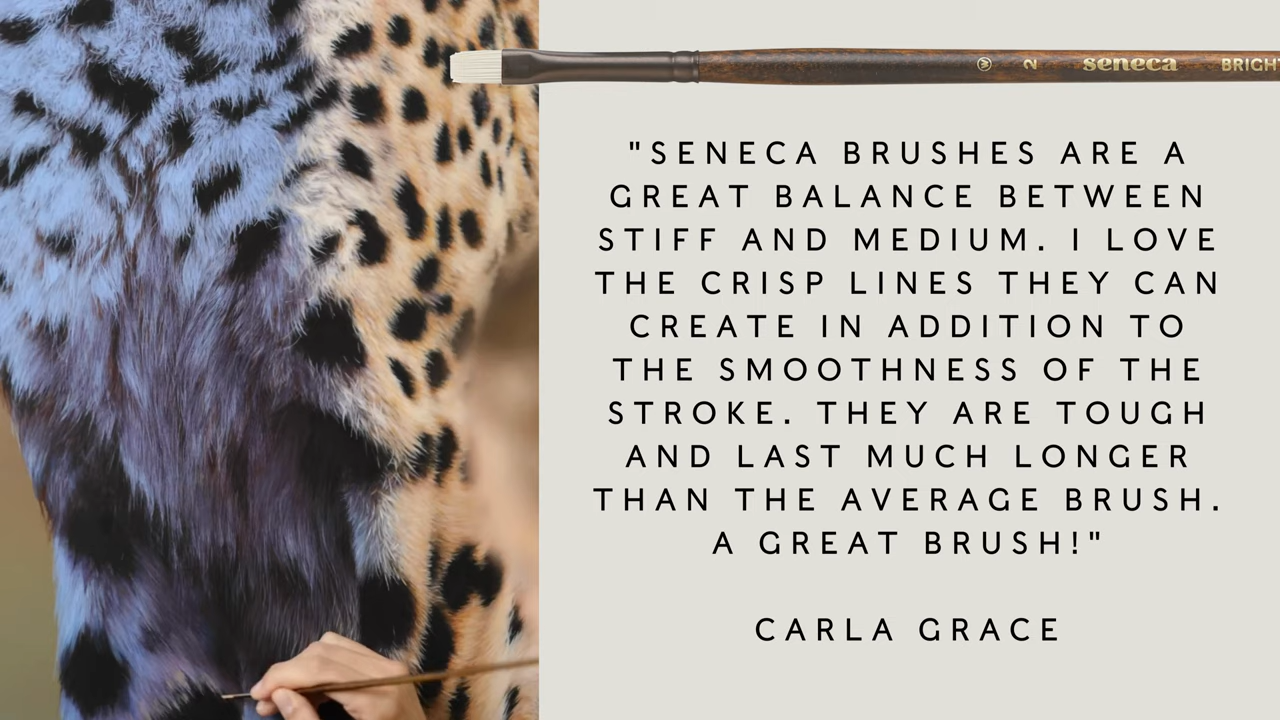 W 2 seneca BRIGHT
"SENECA BRUSHES ARE A
GREAT BALANCE BETWEEN
STIFF AND MEDIUM. I LOVE
THE CRISP LINES THEY CAN
CREATE IN ADDITION TO
THE SMOOTHNESS OF THE
STROKE. THEY ARE TOUGH
AND LAST MUCH LONGER
THAN THE AVERAGE BRUSH.
A GREAT BRUSH!"
CARLA GRACE